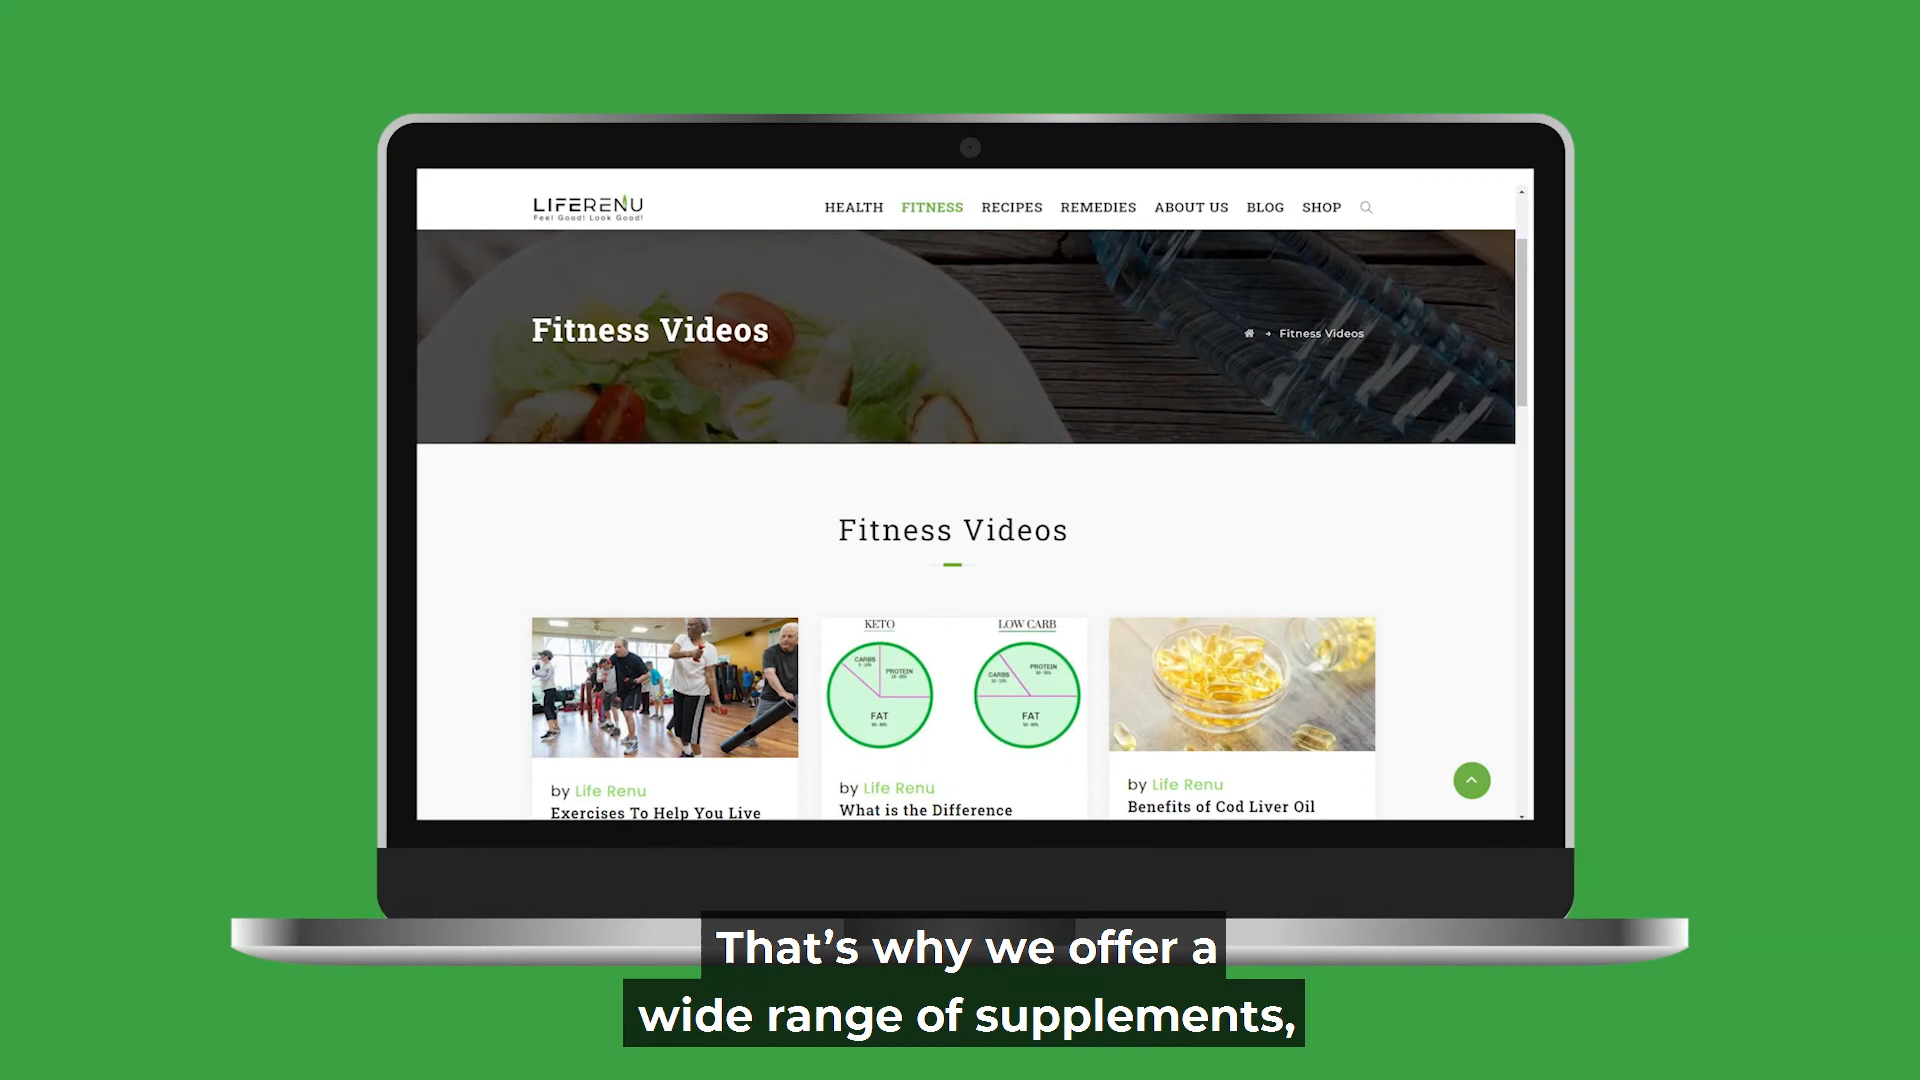 LIFERENU
Feel Good! Look Good!
HEALTH FITNESS RECIPES REMEDIES ABOUT US BLOG SHOP
Fitness Videos
Fitness Videos
Fitness Videos
KETO
CARBS
PROTEIN
FAT
LOW CARB
CARBS
PROTEIN
FAT
by Life Renu
Exercises To Help You Live
by Life Renu
What is the Difference
by Life Renu
Benefits of Cod Liver Oil
That's why we offer a
wide range of supplements,